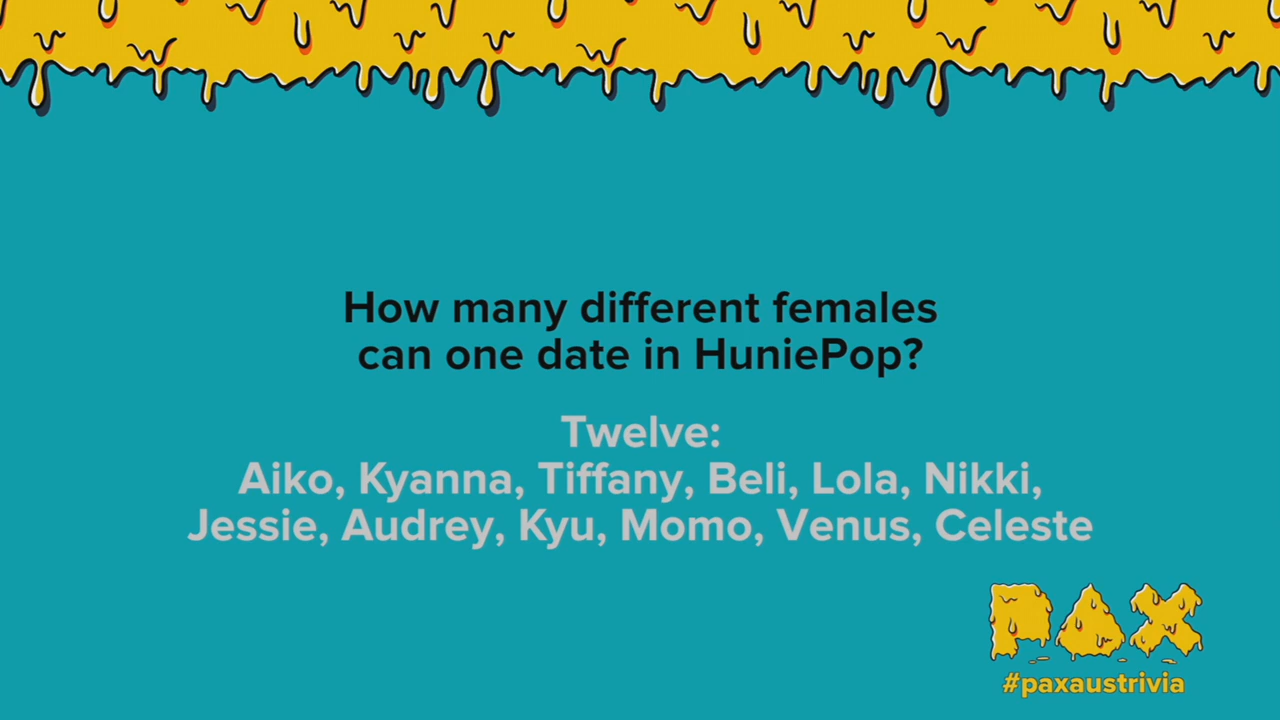 How many different females
can one date in HuniePop?
Twelve:
Aiko, Kyanna, Tiffany, Beli, Lola, Nikki,
Jessie, Audrey, Kyu, Momo, Venus, Celeste
PAX
#paxaustrivia